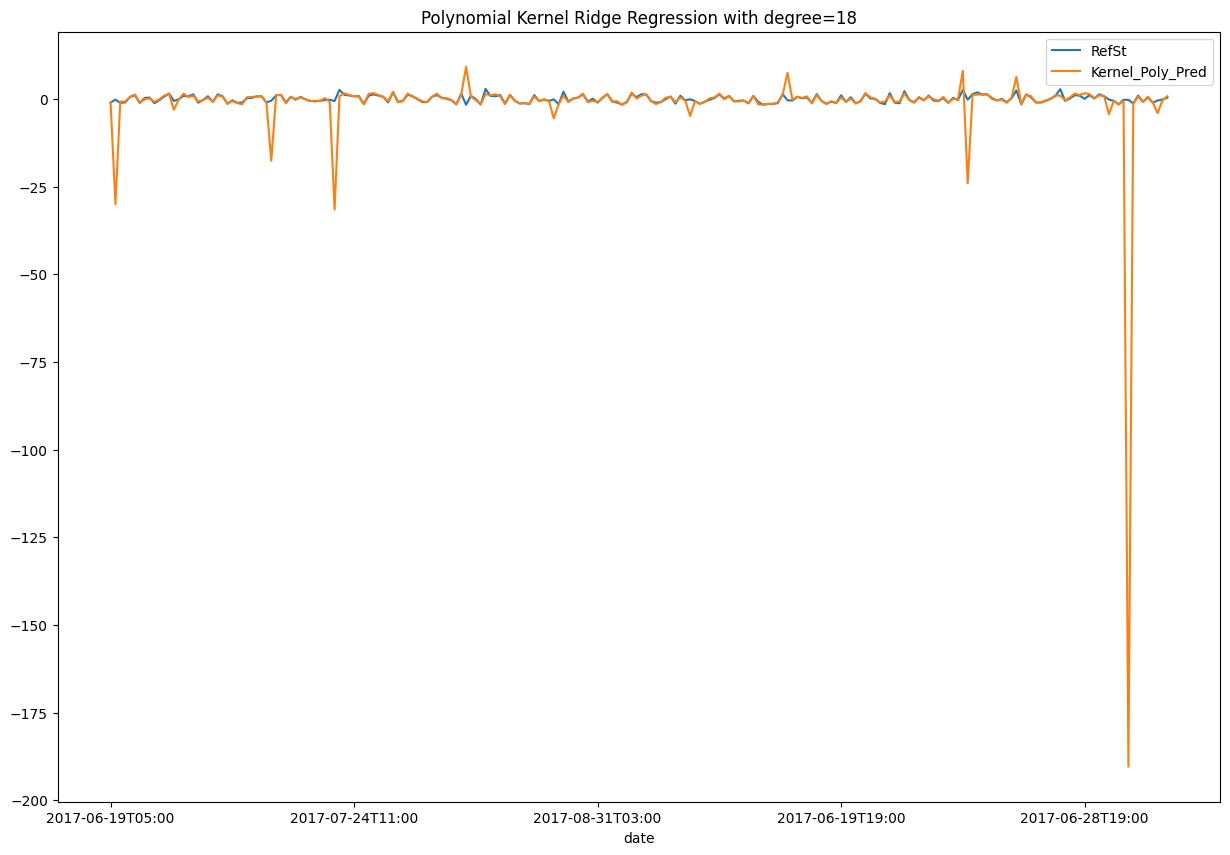 Polynomial Kernel Ridge Regression with degree=18
RefSt
Kernel_Poly_Pred
0
−25
−50
−75
−100
−125
−150
−175
−200
2017-06-19T05:00
2017-07-24T11:00
2017-08-31T03:00
2017-06-19T19:00
2017-06-28T19:00
date